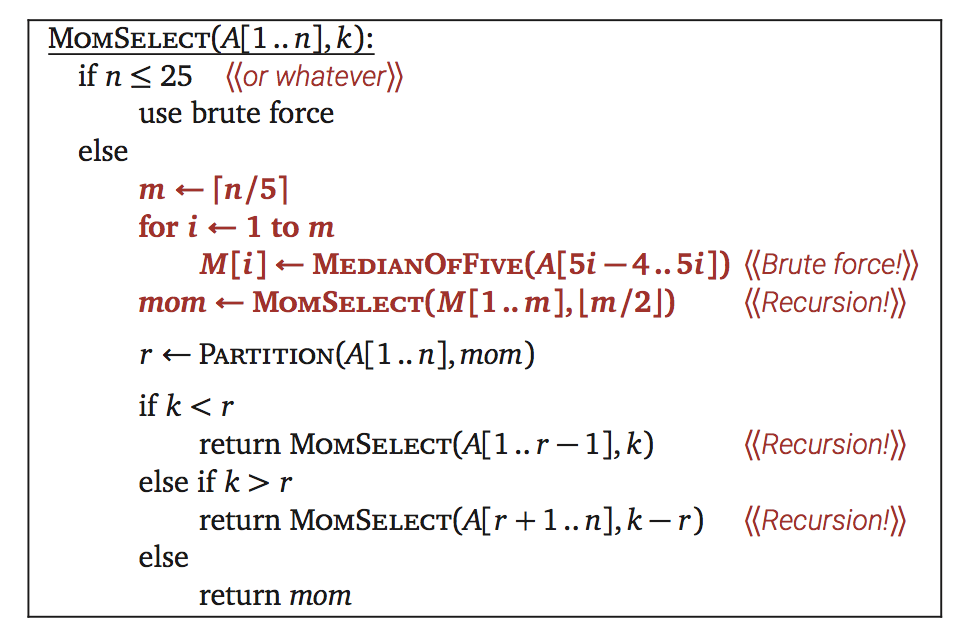 MOMSELECT(A[1 .. n], k):
if n ≤ 25 ⟨⟨or whatever⟩⟩
use brute force
else
m ← ⌈n/5⌉
for i ← 1 to m
M[i] ← MEDIANOFFIVE(A[5i − 4 .. 5i]) ⟨⟨Brute force!⟩⟩
mom ← MOMSELECT(M[1 .. m], ⌊m/2⌋) ⟨⟨Recursion!⟩⟩
r ← PARTITION(A[1 .. n], mom)
if k < r
return MOMSELECT(A[1 .. r − 1], k) ⟨⟨Recursion!⟩⟩
else if k > r
return MOMSELECT(A[r + 1 .. n], k − r) ⟨⟨Recursion!⟩⟩
else
return mom